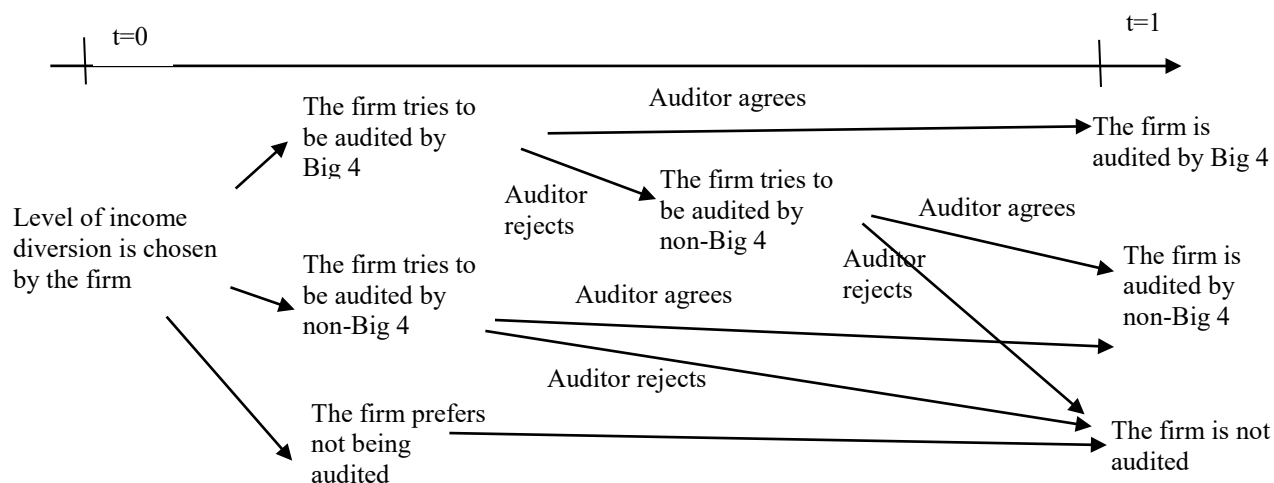 t=0
t=1
The firm tries to
be audited by
Big 4
Auditor agrees
The firm is
audited by Big 4
Auditor
rejects
The firm tries to
be audited by
non-Big 4
Auditor agrees
Level of income
diversion is chosen
by the firm
Auditor
rejects
The firm is
audited by
non-Big 4
The firm tries to
be audited by
non-Big 4
Auditor agrees
Auditor rejects
The firm prefers
not being
audited
The firm is not
audited